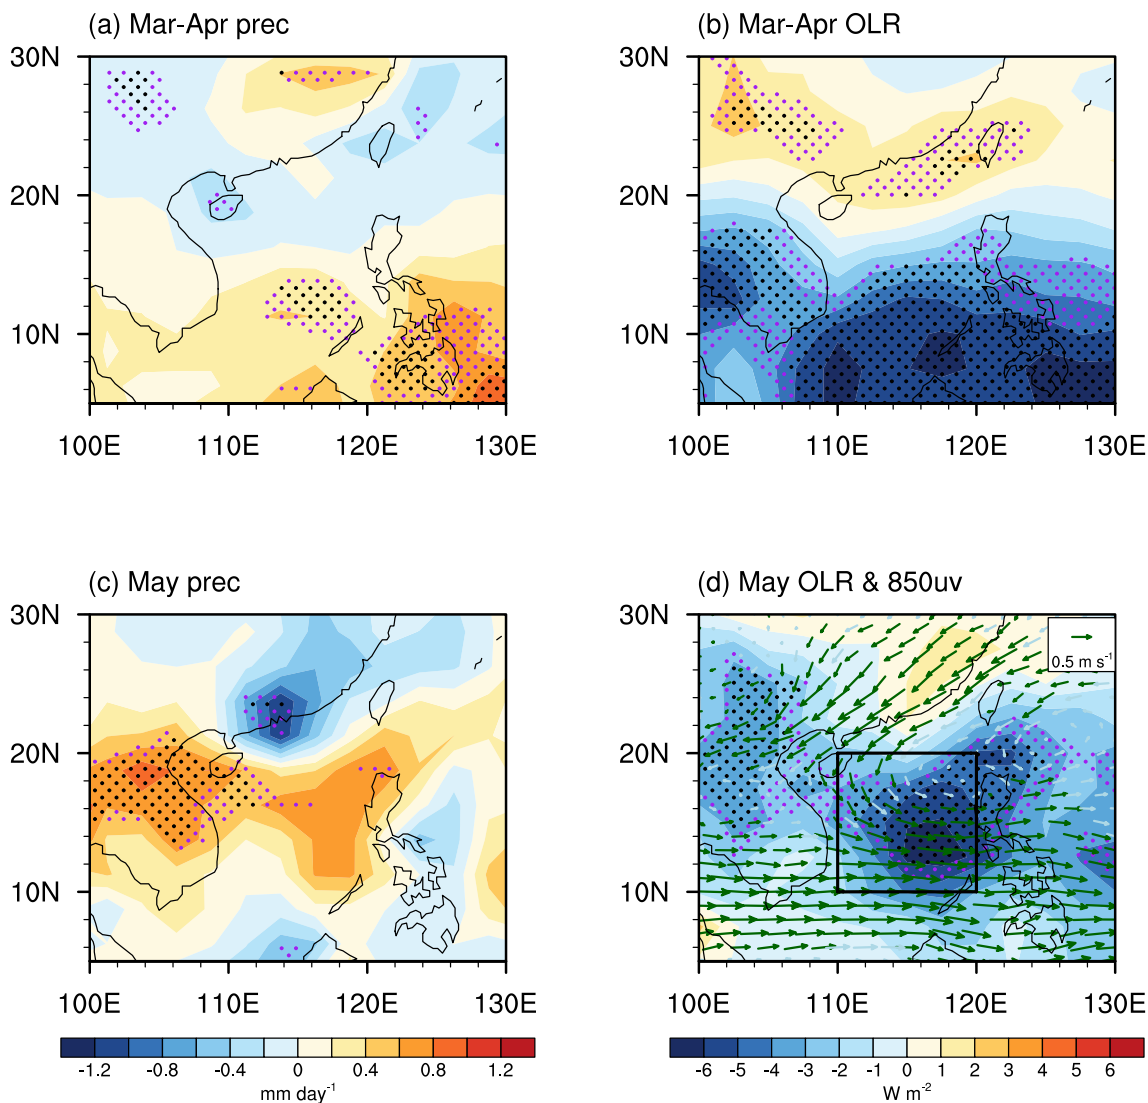 (a) Mar-Apr prec
(b) Mar-Apr OLR
30N
20N
10N
100E 110E 120E 130E
30N
20N
10N
100E 110E 120E 130E
(c) May prec
(d) May OLR & 850uv
30N
20N
10N
100E 110E 120E 130E
30N
20N
10N
0.5 m s⁻¹
100E 110E 120E 130E
-1.2 -0.8 -0.4 0 0.4 0.8 1.2
mm day⁻¹
-6 -5 -4 -3 -2 -1 0 1 2 3 4 5 6
W m⁻²